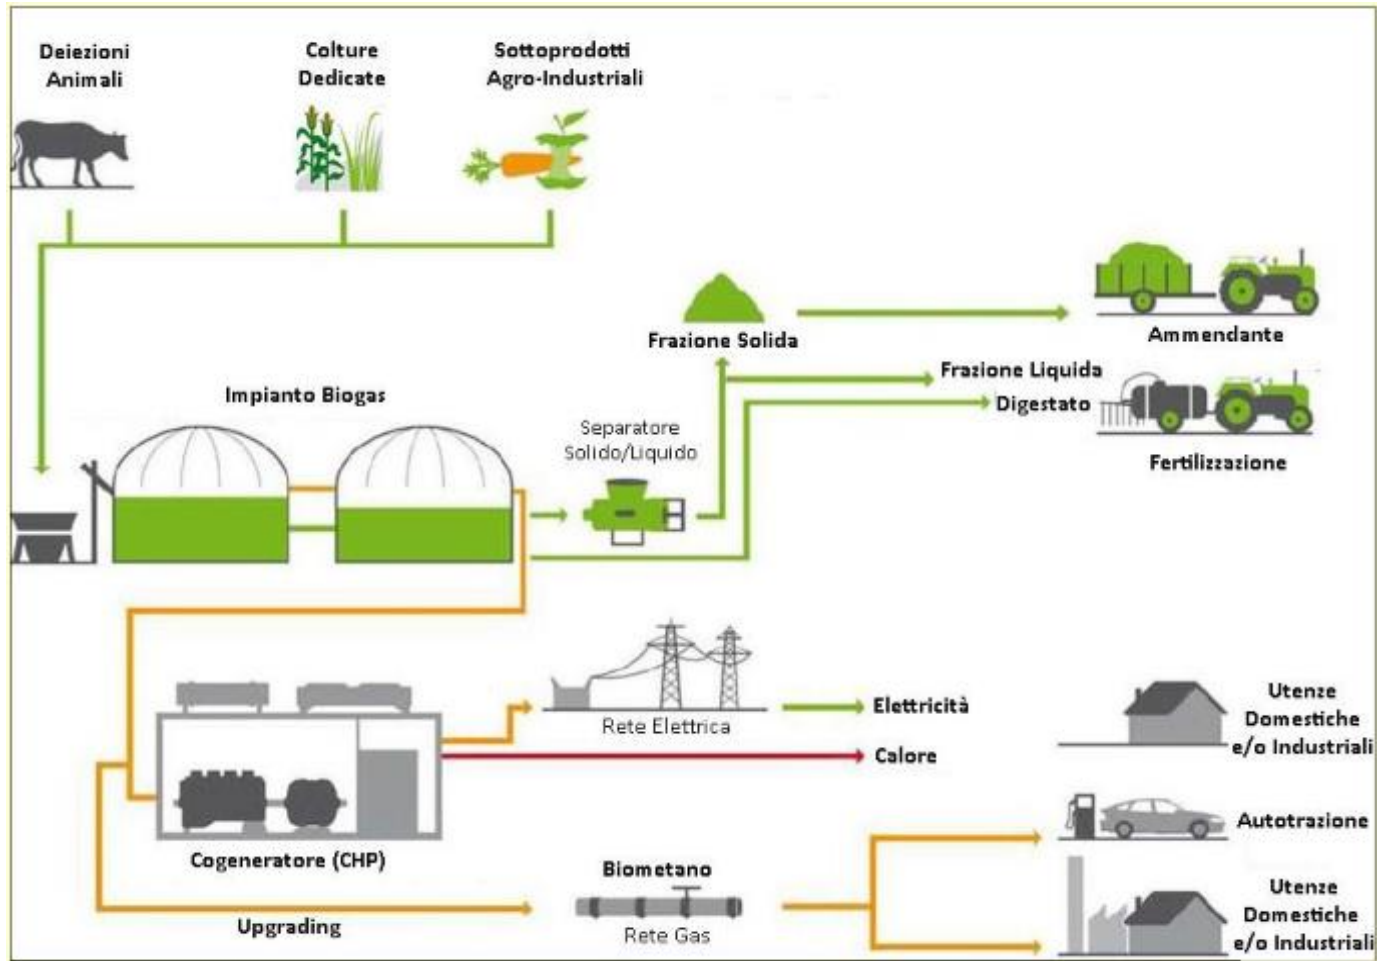 Deiezioni
Animali
Colture
Dedicate
Sottoprodotti
Agro-Industriali
Frazione Solida
Ammendante
Frazione Liquida
Digestato
Fertilizzazione
Impianto Biogas
Separatore
Solido/Liquido
Rete Elettrica
Elettricità
Calore
Utenze
Domestiche
e/o Industriali
Cogeneratore (CHP)
Autotrazione
Biometano
Rete Gas
Upgrading
Utenze
Domestiche
e/o Industriali